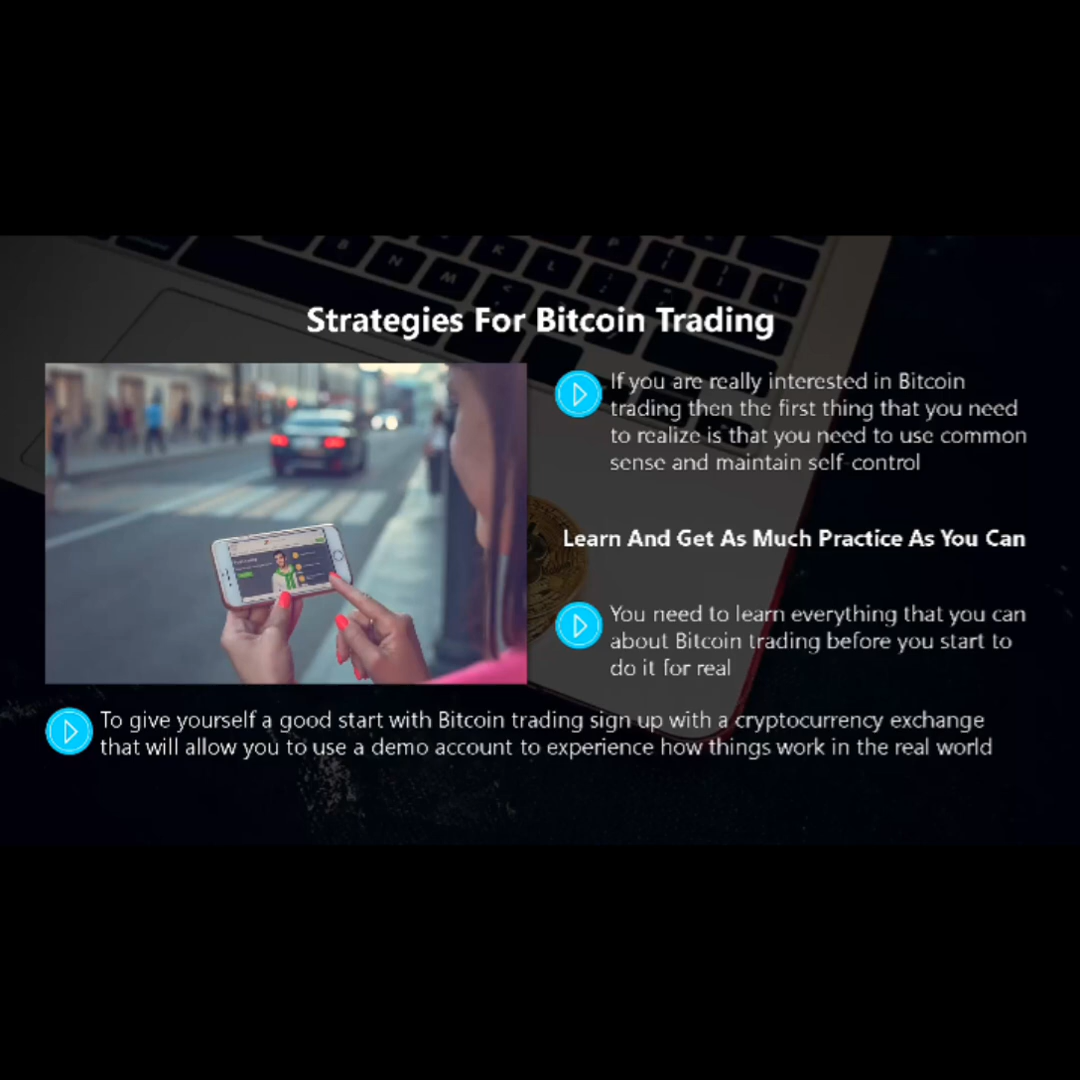 Strategies For Bitcoin Trading
If you are really interested in Bitcoin
trading then the first thing that you need
to realize is that you need to use common
sense and maintain self-control
Learn And Get As Much Practice As You Can
You need to learn everything that you can
about Bitcoin trading before you start to
do it for real
To give yourself a good start with Bitcoin trading sign up with a cryptocurrency exchange
that will allow you to use a demo account to experience how things work in the real world